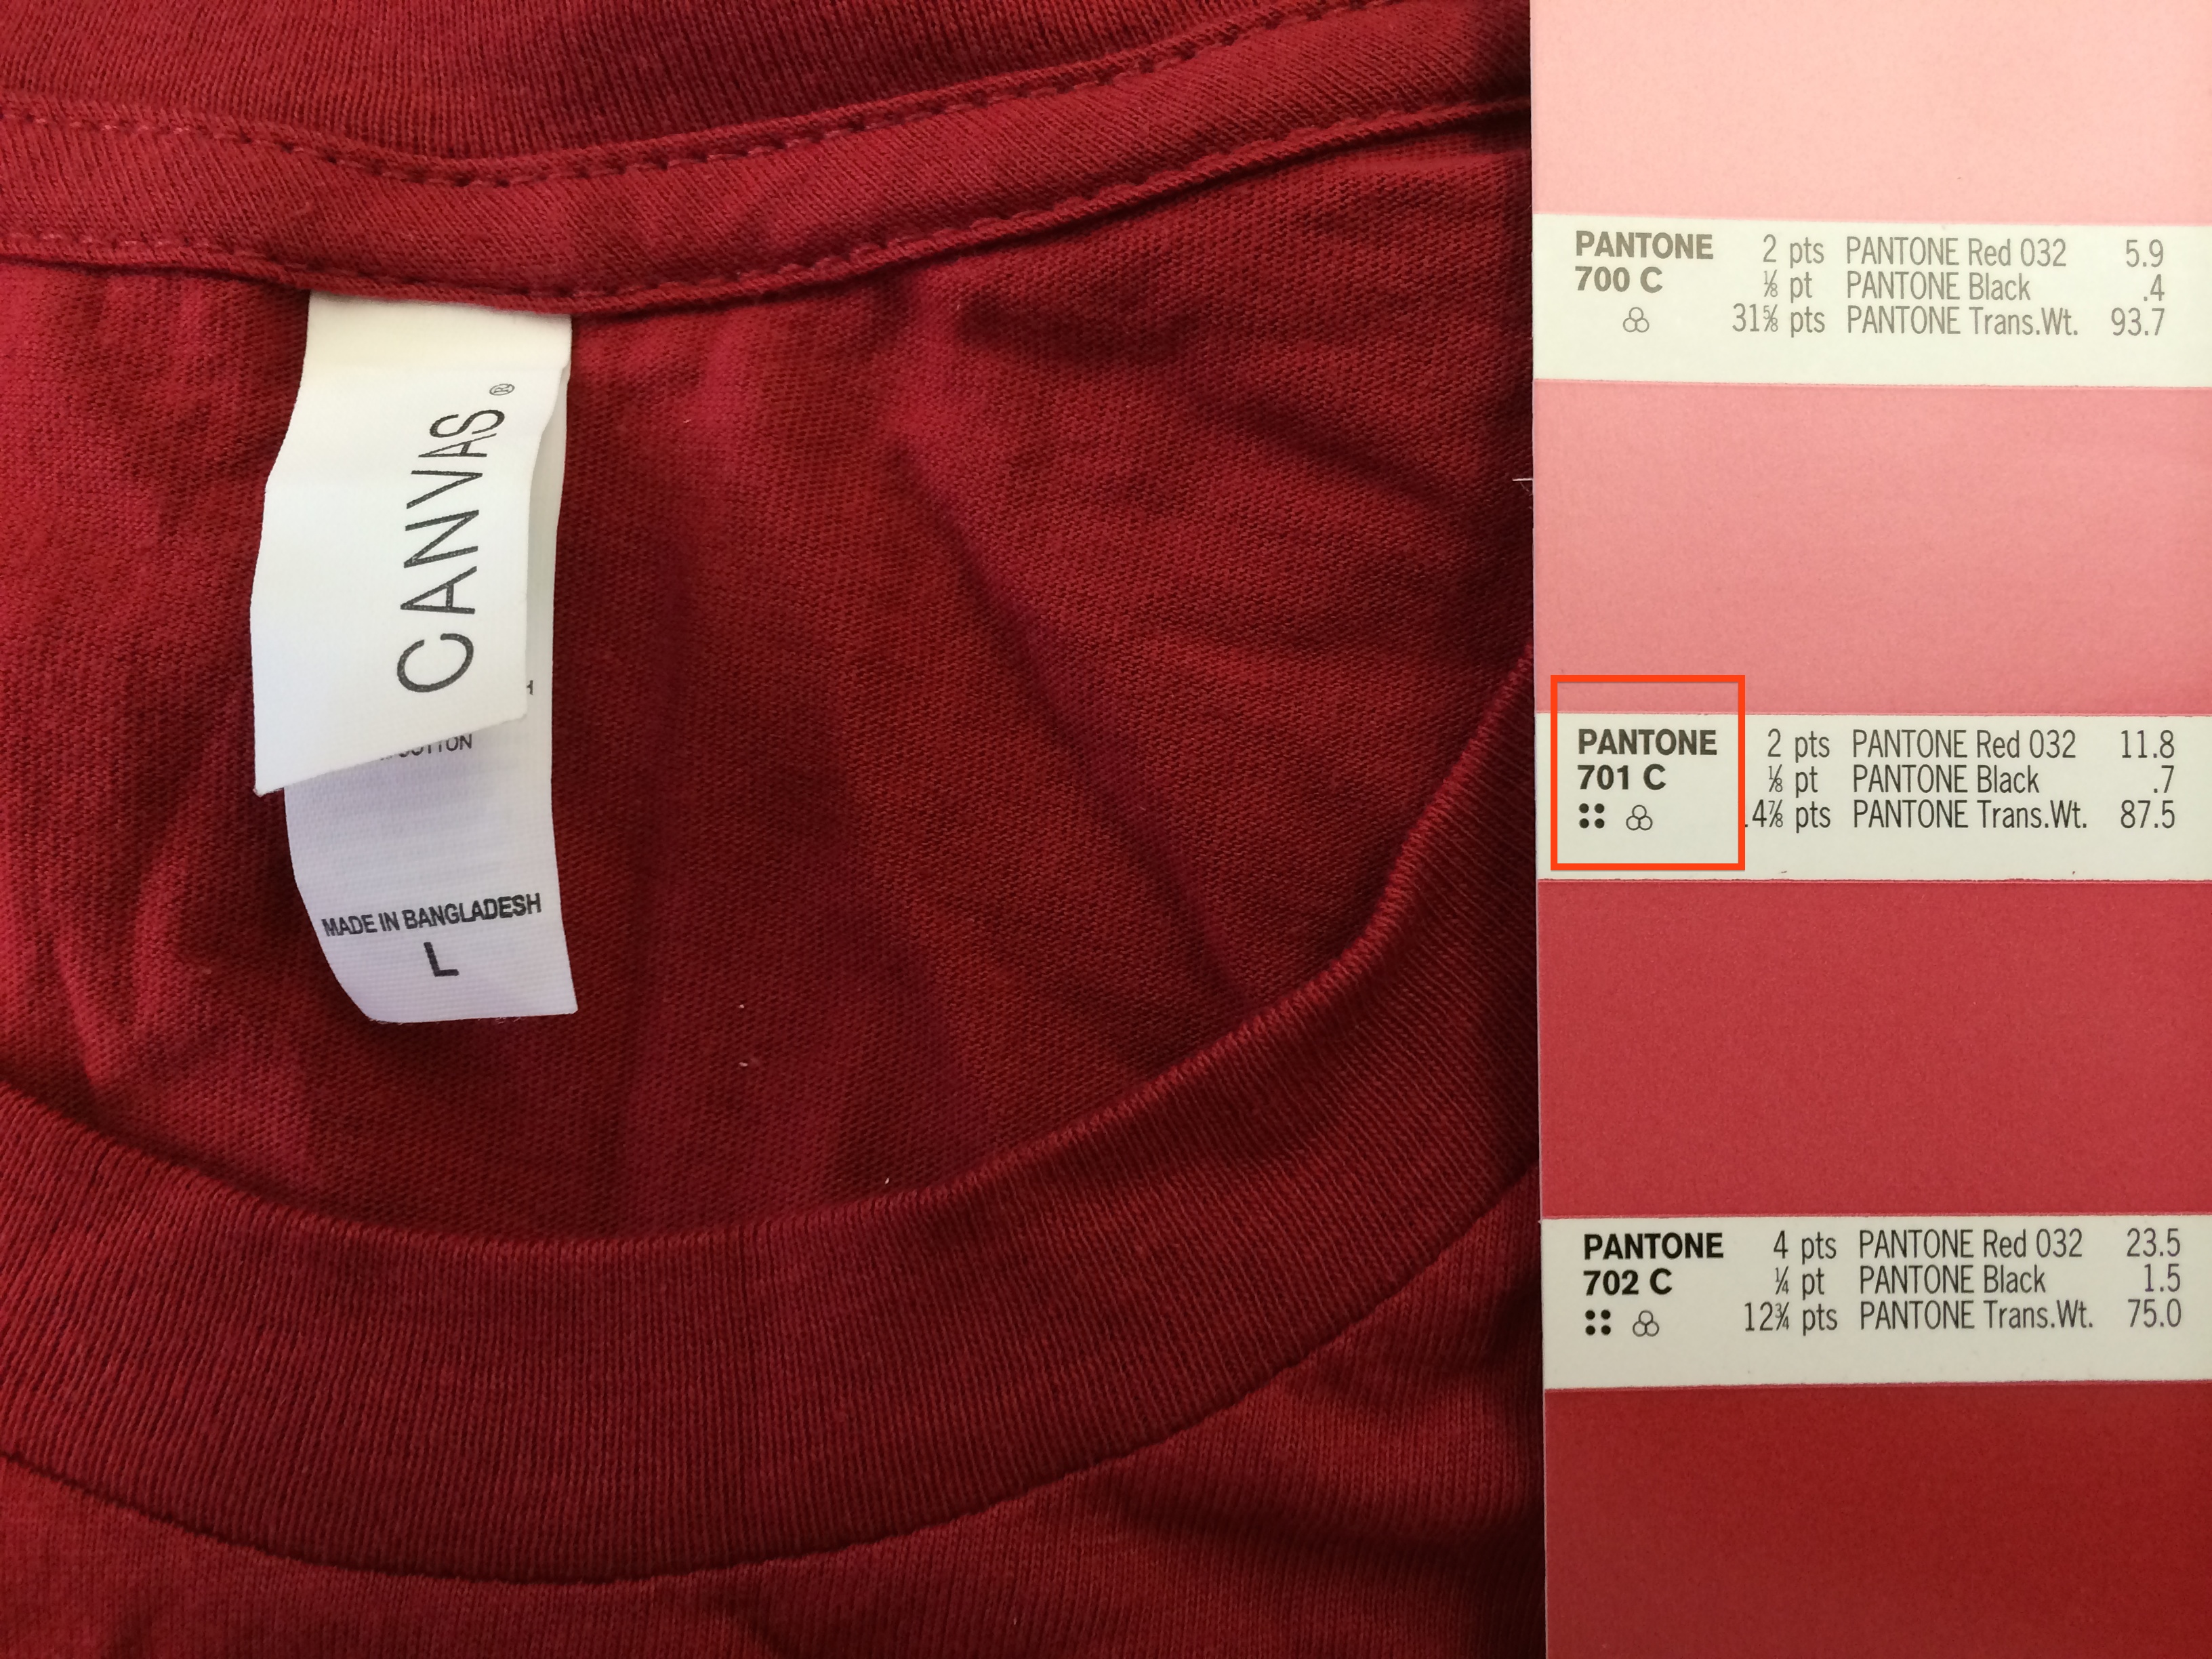 CANVAS®
COTTON
MADE IN BANGLADESH
L
PANTONE 2 pts PANTONE Red 032 5.9
700 C ⅛ pt PANTONE Black .4
31⅝ pts PANTONE Trans.Wt. 93.7
PANTONE 2 pts PANTONE Red 032 11.8
701 C ⅛ pt PANTONE Black .7
4⅞ pts PANTONE Trans.Wt. 87.5
PANTONE 4 pts PANTONE Red 032 23.5
702 C ¼ pt PANTONE Black 1.5
12¾ pts PANTONE Trans.Wt. 75.0